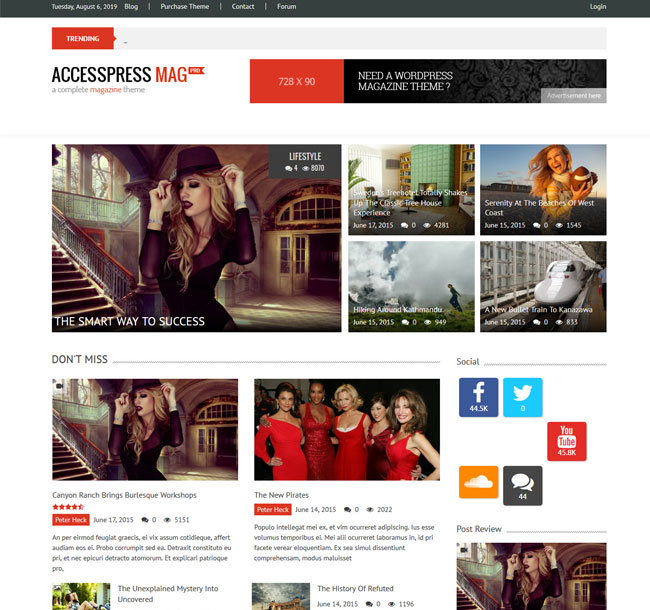 Tuesday, August 6, 2019 Blog Purchase Theme Contact Forum Login
TRENDING _
ACCESSPRESS MAG PRO
a complete magazine theme
728 X 90
NEED A WORDPRESS
MAGAZINE THEME ?
Advertisement here
LIFESTYLE
4 8070
THE SMART WAY TO SUCCESS
Sweden's Treehotel Totally Shakes
Up The Classic Tree House
Experience
June 17, 2015 0 4281
Serenity At The Beaches Of West
Coast
June 15, 2015 0 1545
Hiking Around Kathmandu
June 15, 2015 0 949
A New Bullet Train To Kanazawa
June 15, 2015 0 833
DON'T MISS
Canyon Ranch Brings Burlesque Workshops
Peter Heck June 17, 2015 0 5151
An per eirmod feugiat graecis, ei vix assum cotidieque, affert
audiam eos ei. Probo corrumpit sed ea. Detraxit constituto eu
pri, et nec epicuri detracto atomorum. Et explicari patrioque
pro,
The New Pirates
Peter Heck June 14, 2015 0 2022
Populo intellegat mei ex, et vim ocurreret adipiscing. Ius esse
volumus temporibus ei. Mei alii ocurreret laboramus in, id pri
facete verear eloquentiam. Ex sea simul dissentiunt
comprehensam, modus maluisset
The Unexplained Mystery Into
Uncovered
The History Of Refuted
June 14, 2015 0 1196
Social
44.5K
0
You
Tube
45.8K
44
Post Review